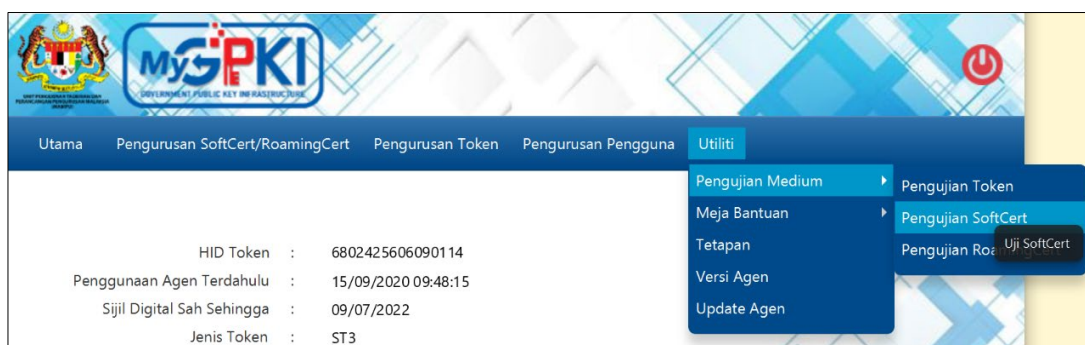 MyGPKI
GOVERNMENT PUBLIC KEY INFRASTRUCTURE
Utama Pengurusan SoftCert/RoamingCert Pengurusan Token Pengurusan Pengguna Utiliti
Pengujian Medium
Meja Bantuan
Tetapan
Versi Agen
Update Agen
Pengujian Token
Pengujian SoftCert
Pengujian RoamingCert
Uji SoftCert
HID Token : 6802425606090114
Penggunaan Agen Terdahulu : 15/09/2020 09:48:15
Sijil Digital Sah Sehingga : 09/07/2022
Jenis Token : ST3